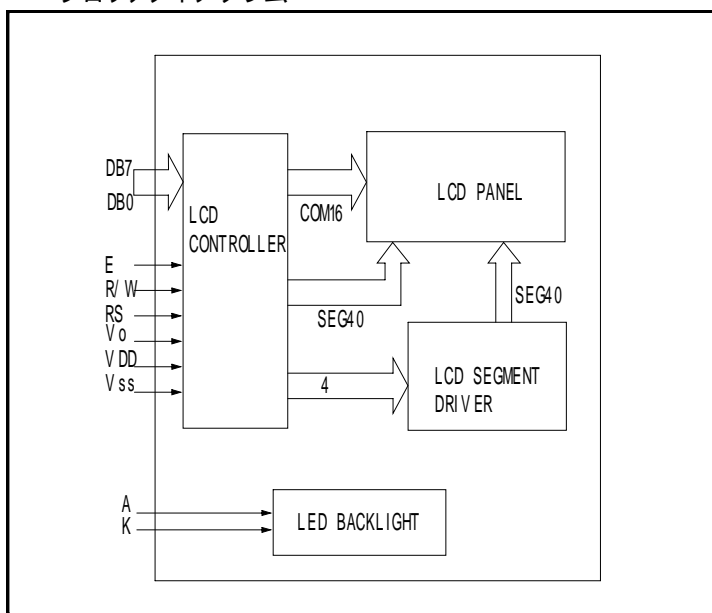 DB7
DB0
E
R/W
RS
Vo
VDD
Vss
LCD
CONTROLLER
COM16
SEG40
4
LCD PANEL
SEG40
LCD SEGMENT
DRIVER
A
K
LED BACKLIGHT